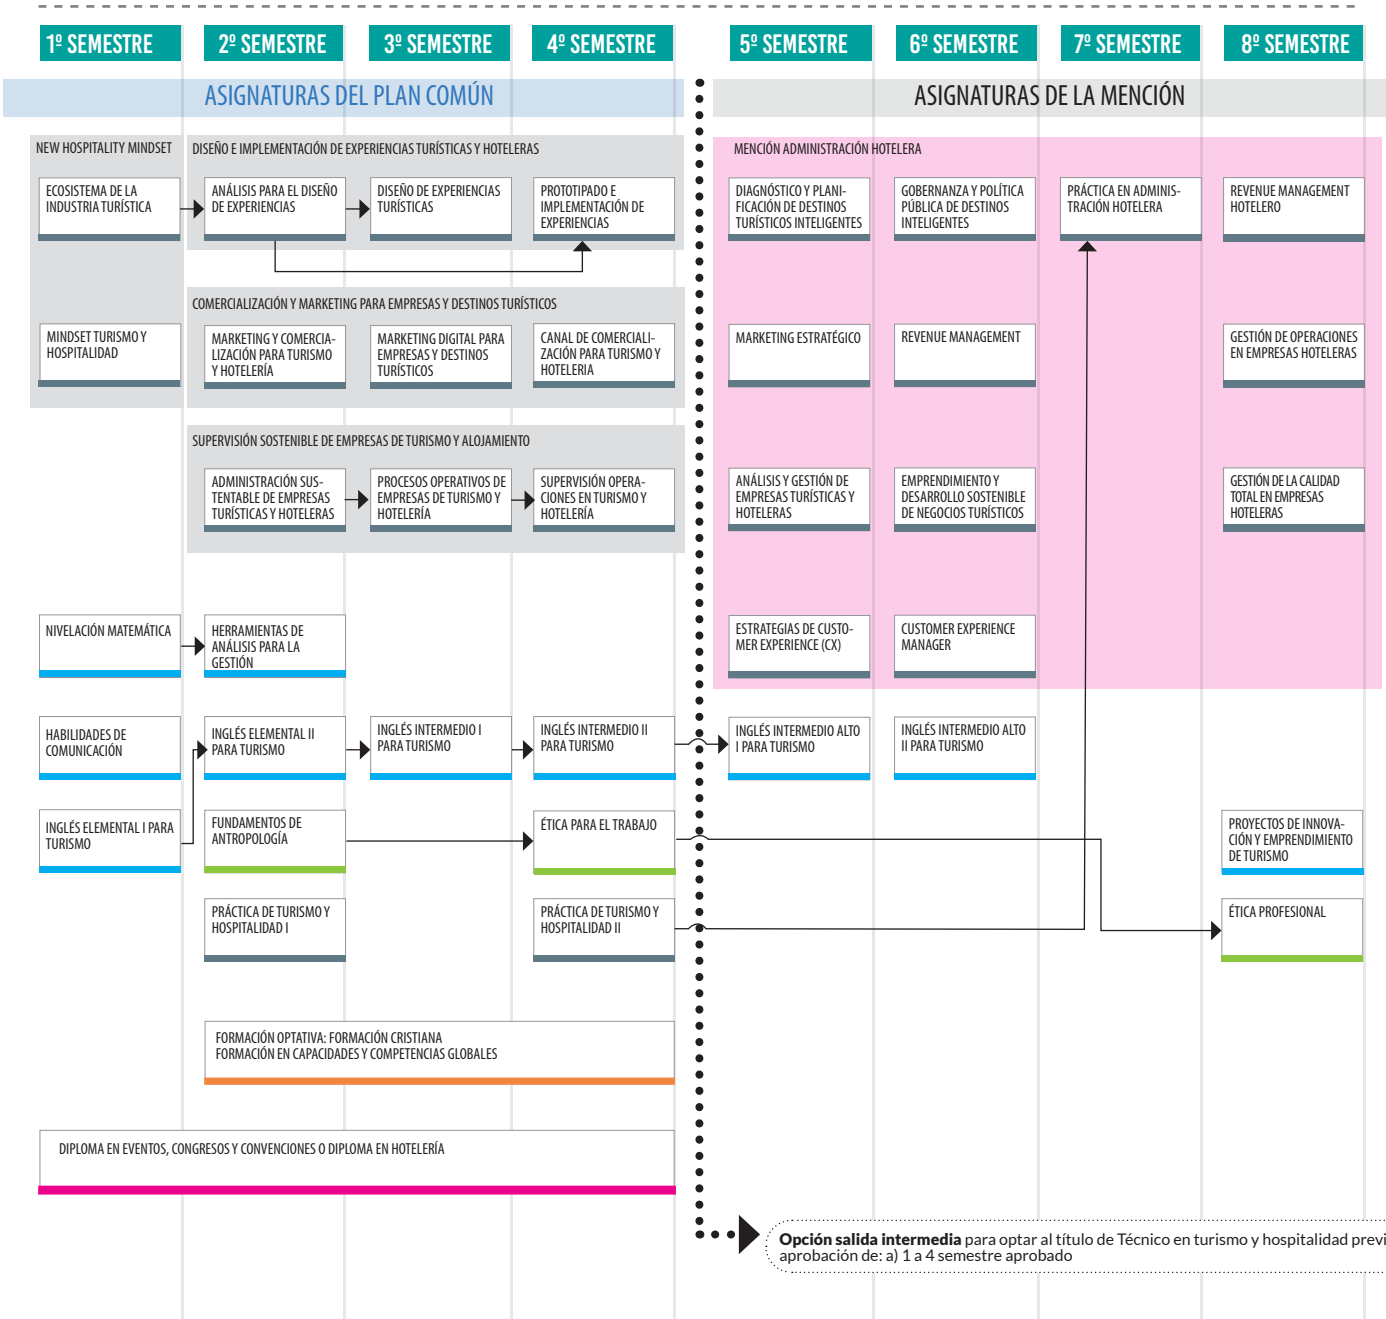 1º SEMESTRE
2º SEMESTRE
3º SEMESTRE
4º SEMESTRE
5º SEMESTRE
6º SEMESTRE
7º SEMESTRE
8º SEMESTRE
ASIGNATURAS DEL PLAN COMÚN
ASIGNATURAS DE LA MENCIÓN
NEW HOSPITALITY MINDSET
DISEÑO E IMPLEMENTACIÓN DE EXPERIENCIAS TURÍSTICAS Y HOTELERAS
MENCIÓN ADMINISTRACIÓN HOTELERA
ECOSISTEMA DE LA
INDUSTRIA TURÍSTICA
ANÁLISIS PARA EL DISEÑO
DE EXPERIENCIAS
DISEÑO DE EXPERIENCIAS
TURÍSTICAS
PROTOTIPADO E
IMPLEMENTACIÓN DE
EXPERIENCIAS
DIAGNÓSTICO Y PLANI-
FICACIÓN DE DESTINOS
TURÍSTICOS INTELIGENTES
GOBERNANZA Y POLÍTICA
PÚBLICA DE DESTINOS
INTELIGENTES
PRÁCTICA EN ADMINIS-
TRACIÓN HOTELERA
REVENUE MANAGEMENT
HOTELERO
COMERCIALIZACIÓN Y MARKETING PARA EMPRESAS Y DESTINOS TURÍSTICOS
MINDSET TURISMO Y
HOSPITALIDAD
MARKETING Y COMERCIA-
LIZACIÓN PARA TURISMO
Y HOTELERÍA
MARKETING DIGITAL PARA
EMPRESAS Y DESTINOS
TURÍSTICOS
CANAL DE COMERCIALI-
ZACIÓN PARA TURISMO Y
HOTELERIA
MARKETING ESTRATÉGICO
REVENUE MANAGEMENT
GESTIÓN DE OPERACIONES
EN EMPRESAS HOTELERAS
SUPERVISIÓN SOSTENIBLE DE EMPRESAS DE TURISMO Y ALOJAMIENTO
ADMINISTRACIÓN SUS-
TENTABLE DE EMPRESAS
TURÍSTICAS Y HOTELERAS
PROCESOS OPERATIVOS DE
EMPRESAS DE TURISMO Y
HOTELERÍA
SUPERVISIÓN OPERA-
CIONES EN TURISMO Y
HOTELERÍA
ANÁLISIS Y GESTIÓN DE
EMPRESAS TURÍSTICAS Y
HOTELERAS
EMPRENDIMIENTO Y
DESARROLLO SOSTENIBLE
DE NEGOCIOS TURÍSTICOS
GESTIÓN DE LA CALIDAD
TOTAL EN EMPRESAS
HOTELERAS
NIVELACIÓN MATEMÁTICA
HERRAMIENTAS DE
ANÁLISIS PARA LA
GESTIÓN
ESTRATEGIAS DE CUSTO-
MER EXPERIENCE (CX)
CUSTOMER EXPERIENCE
MANAGER
HABILIDADES DE
COMUNICACIÓN
INGLÉS ELEMENTAL II
PARA TURISMO
INGLÉS INTERMEDIO I
PARA TURISMO
INGLÉS INTERMEDIO II
PARA TURISMO
INGLÉS INTERMEDIO ALTO
I PARA TURISMO
INGLÉS INTERMEDIO ALTO
II PARA TURISMO
INGLÉS ELEMENTAL I PARA
TURISMO
FUNDAMENTOS DE
ANTROPOLOGÍA
ÉTICA PARA EL TRABAJO
PROYECTOS DE INNOVA-
CIÓN Y EMPRENDIMIENTO
DE TURISMO
PRÁCTICA DE TURISMO Y
HOSPITALIDAD I
PRÁCTICA DE TURISMO Y
HOSPITALIDAD II
ÉTICA PROFESIONAL
FORMACIÓN OPTATIVA: FORMACIÓN CRISTIANA
FORMACIÓN EN CAPACIDADES Y COMPETENCIAS GLOBALES
DIPLOMA EN EVENTOS, CONGRESOS Y CONVENCIONES O DIPLOMA EN HOTELERÍA
Opción salida intermedia para optar al título de Técnico en turismo y hospitalidad previ
aprobación de: a) 1 a 4 semestre aprobado